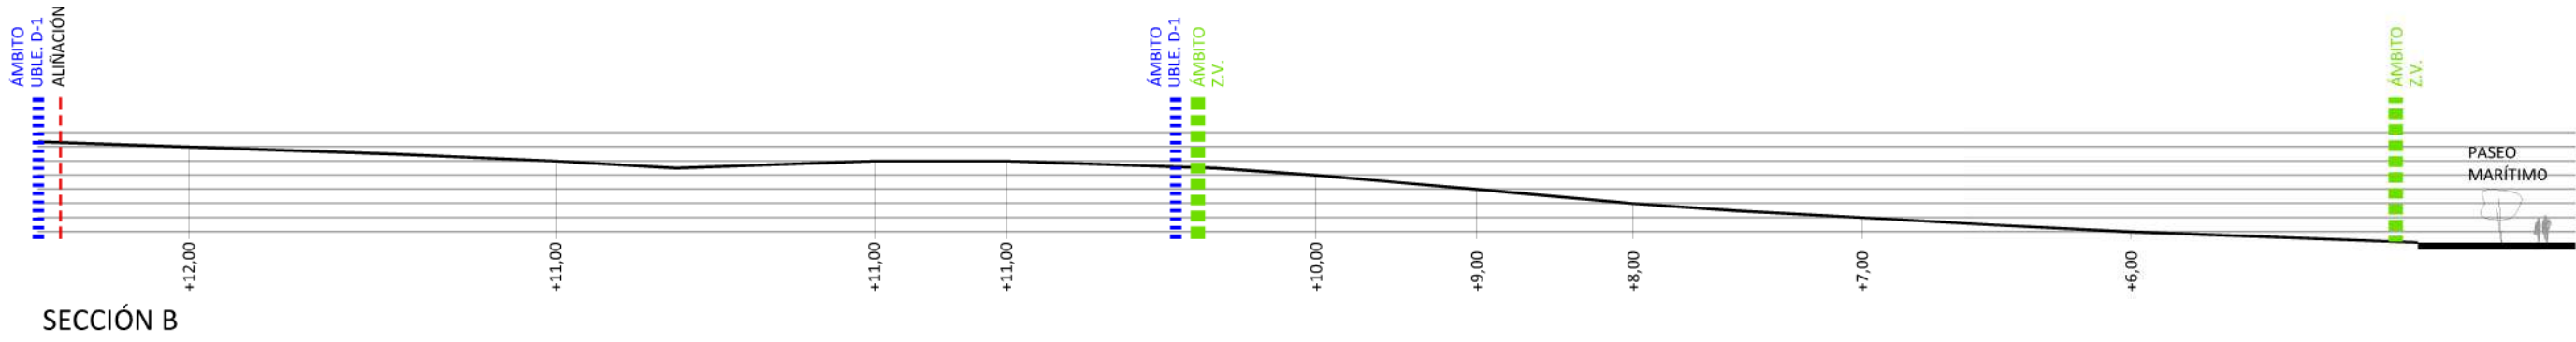 ÁMBITO
UBLE. D-1
ALIÑACIÓN
ÁMBITO
UBLE. D-1
ÁMBITO
Z.V.
ÁMBITO
Z.V.
PASEO
MARÍTIMO
+12,00
+11,00
+11,00
+11,00
+10,00
+9,00
+8,00
+7,00
+6,00
SECCIÓN B